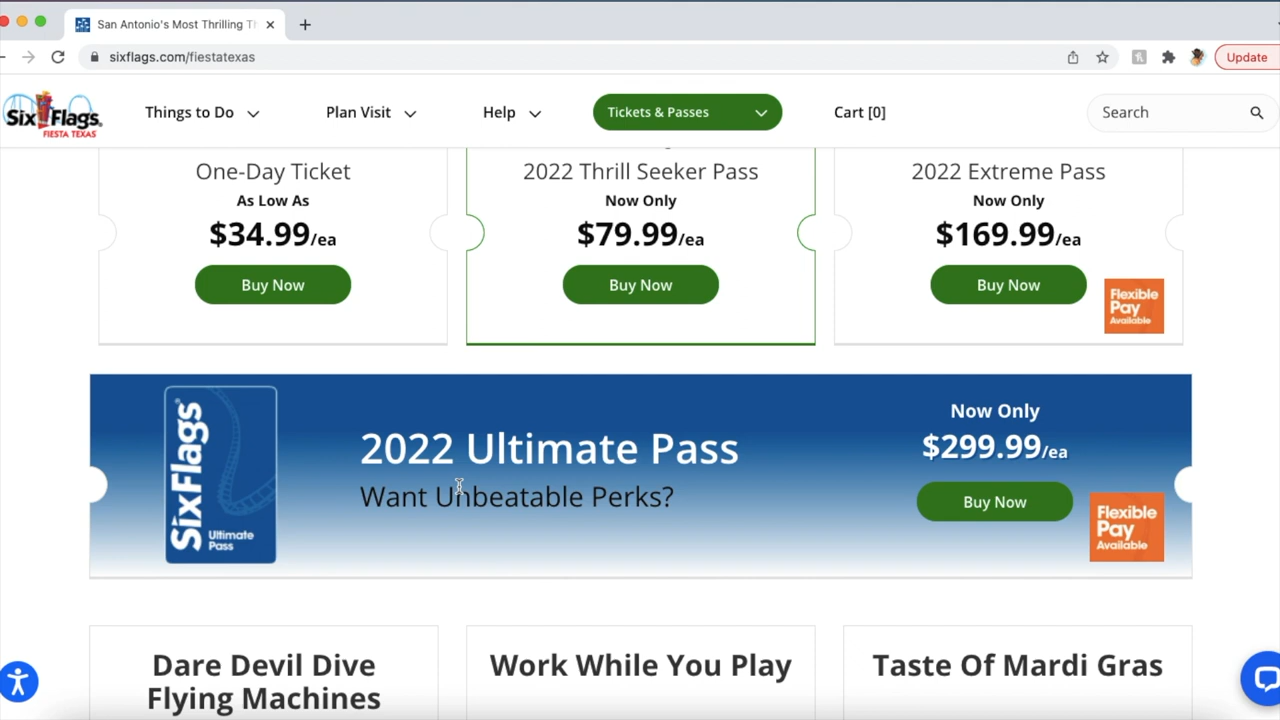 San Antonio's Most Thrilling Th
sixflags.com/fiestatexas
Update
Six Flags
FIESTA TEXAS
Things to Do
Plan Visit
Help
Tickets & Passes
Cart [0]
Search
One-Day Ticket
As Low As
$34.99/ea
Buy Now
2022 Thrill Seeker Pass
Now Only
$79.99/ea
Buy Now
2022 Extreme Pass
Now Only
$169.99/ea
Buy Now
Flexible
Pay
Available
SixFlags
Ultimate
Pass
2022 Ultimate Pass
Want Unbeatable Perks?
Now Only
$299.99/ea
Buy Now
Flexible
Pay
Available
Dare Devil Dive
Flying Machines
Work While You Play
Taste Of Mardi Gras